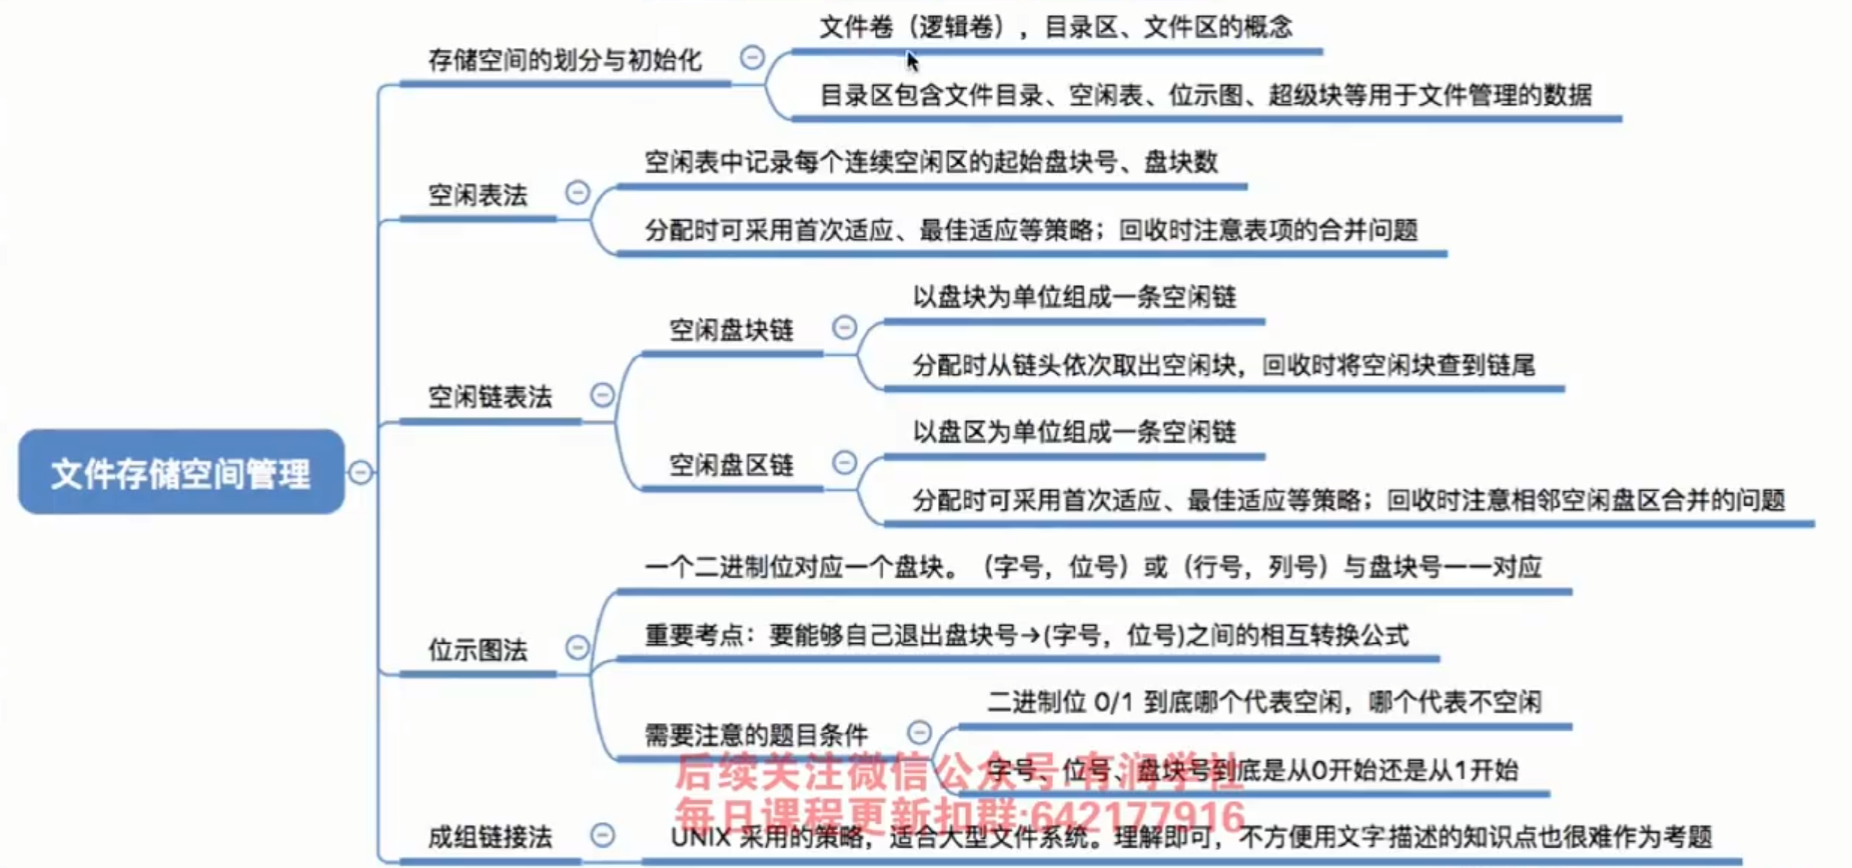 文件卷（逻辑卷），目录区、文件区的概念
存储空间的划分与初始化
目录区包含文件目录、空闲表、位示图、超级块等用于文件管理的数据
空闲表中记录每个连续空闲区的起始盘块号、盘块数
空闲表法
分配时可采用首次适应、最佳适应等策略；回收时注意表项的合并问题
以盘块为单位组成一条空闲链
空闲盘块链
分配时从链头依次取出空闲块，回收时将空闲块查到链尾
空闲链表法
以盘区为单位组成一条空闲链
空闲盘区链
文件存储空间管理
分配时可采用首次适应、最佳适应等策略；回收时注意相邻空闲盘区合并的问题
一个二进制位对应一个盘块。（字号，位号）或（行号，列号）与盘块号一一对应
重要考点：要能够自己退出盘块号→(字号，位号)之间的相互转换公式
位示图法
二进制位 0/1 到底哪个代表空闲，哪个代表不空闲
需要注意的题目条件
字号、位号、盘块号到底是从0开始还是从1开始
后续关注微信公众号:有润学社
每日课程更新扣群:642177916
成组链接法
UNIX 采用的策略，适合大型文件系统。理解即可，不方便用文字描述的知识点也很难作为考题